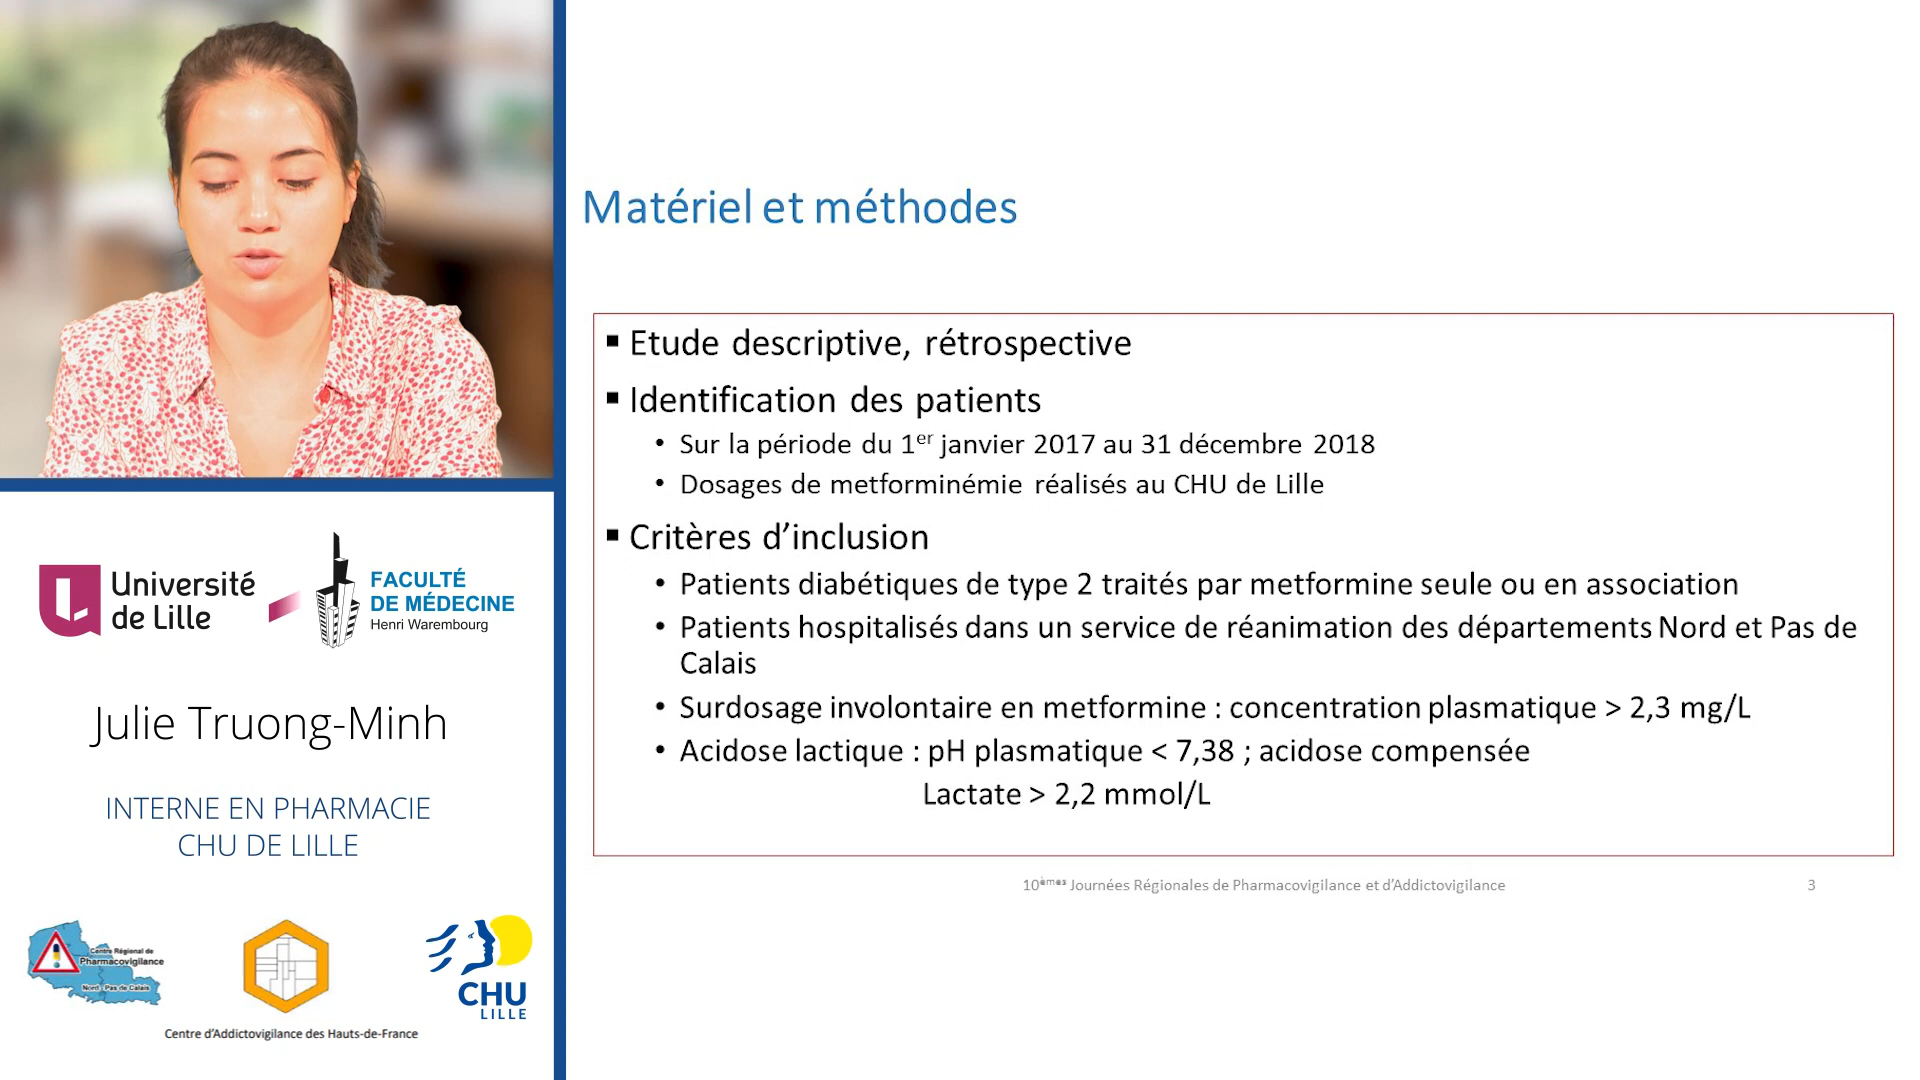 Matériel et méthodes
▪ Etude descriptive, rétrospective
▪ Identification des patients
• Sur la période du 1er janvier 2017 au 31 décembre 2018
• Dosages de metforminémie réalisés au CHU de Lille
▪ Critères d’inclusion
• Patients diabétiques de type 2 traités par metformine seule ou en association
• Patients hospitalisés dans un service de réanimation des départements Nord et Pas de
Calais
• Surdosage involontaire en metformine : concentration plasmatique > 2,3 mg/L
• Acidose lactique : pH plasmatique < 7,38 ; acidose compensée
Lactate > 2,2 mmol/L
10èmes Journées Régionales de Pharmacovigilance et d’Addictovigilance
3
Université
de Lille
FACULTÉ
DE MÉDECINE
Henri Warembourg
Julie Truong-Minh
INTERNE EN PHARMACIE
CHU DE LILLE
Centre Régional de
Pharmacovigilance
Nord - Pas de Calais
CHU
LILLE
Centre d’Addictovigilance des Hauts-de-France